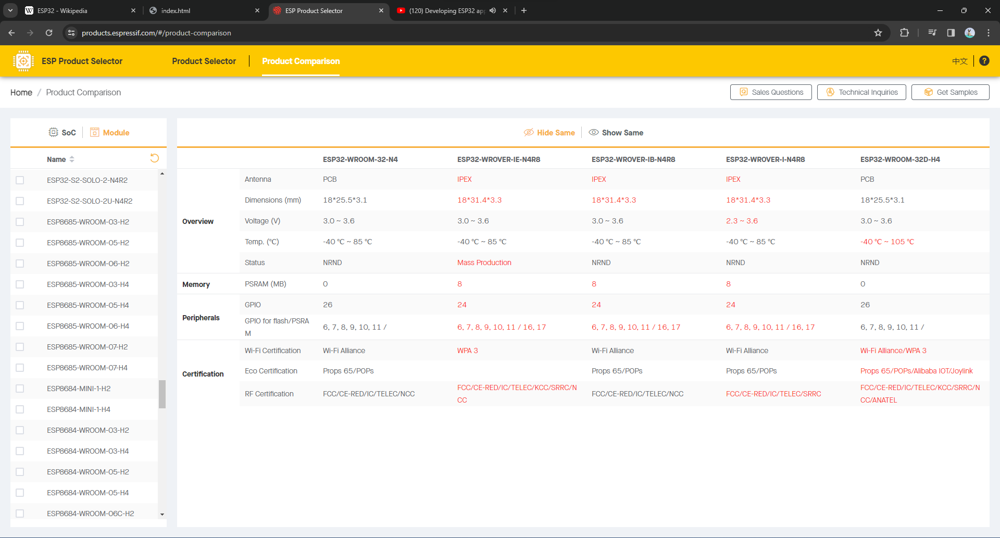 ESP32 - Wikipedia
index.html
ESP Product Selector
(120) Developing ESP32 app
products.espressif.com/#/product-comparison
ESP Product Selector
Product Selector
Product Comparison
中文
?
Home / Product Comparison
Sales Questions
Technical Inquiries
Get Samples
SoC
Module
Name
ESP32-S2-SOLO-2-N4R2
ESP32-S2-SOLO-2U-N4R2
ESP8685-WROOM-03-H2
ESP8685-WROOM-05-H2
ESP8685-WROOM-06-H2
ESP8685-WROOM-03-H4
ESP8685-WROOM-05-H4
ESP8685-WROOM-06-H4
ESP8685-WROOM-07-H2
ESP8685-WROOM-07-H4
ESP8684-MINI-1-H2
ESP8684-MINI-1-H4
ESP8684-WROOM-03-H2
ESP8684-WROOM-03-H4
ESP8684-WROOM-05-H2
ESP8684-WROOM-05-H4
ESP8684-WROOM-06C-H2
Hide Same
Show Same
ESP32-WROOM-32-N4 ESP32-WROVER-IE-N4R8 ESP32-WROVER-IB-N4R8 ESP32-WROVER-I-N4R8 ESP32-WROOM-32D-H4
Overview
Antenna PCB IPEX IPEX IPEX PCB
Dimensions (mm) 18*25.5*3.1 18*31.4*3.3 18*31.4*3.3 18*31.4*3.3 18*25.5*3.1
Voltage (V) 3.0 ~ 3.6 3.0 ~ 3.6 3.0 ~ 3.6 2.3 ~ 3.6 3.0 ~ 3.6
Temp. (°C) -40 °C ~ 85 °C -40 °C ~ 85 °C -40 °C ~ 85 °C -40 °C ~ 85 °C -40 °C ~ 105 °C
Status NRND Mass Production NRND NRND NRND
Memory
PSRAM (MB) 0 8 8 8 0
Peripherals
GPIO 26 24 24 24 26
GPIO for flash/PSRA
M
6, 7, 8, 9, 10, 11 / 6, 7, 8, 9, 10, 11 / 16, 17 6, 7, 8, 9, 10, 11 / 16, 17 6, 7, 8, 9, 10, 11 / 16, 17 6, 7, 8, 9, 10, 11 /
Certification
Wi-Fi Certification Wi-Fi Alliance WPA 3 Wi-Fi Alliance Wi-Fi Alliance Wi-Fi Alliance/WPA 3
Eco Certification Props 65/POPs Props 65/POPs Props 65/POPs Props 65/POPs/Alibaba IOT/Joylink
RF Certification
FCC/CE-RED/IC/TELEC/NCC
FCC/CE-RED/IC/TELEC/KCC/SRRC/N
CC
FCC/CE-RED/IC/TELEC/NCC
FCC/CE-RED/IC/TELEC/SRRC
FCC/CE-RED/IC/TELEC/KCC/SRRC/N
CC/ANATEL